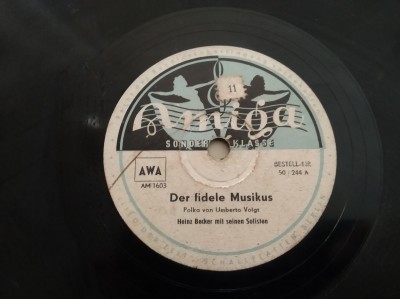 11
Amiga
SONDER KLASSE
AWA
AM 1603
BESTELL-NR.
50 / 244 A
Der fidele Musikus
Polka von Umberto Voigt
Heinz Becker mit seinen Solisten